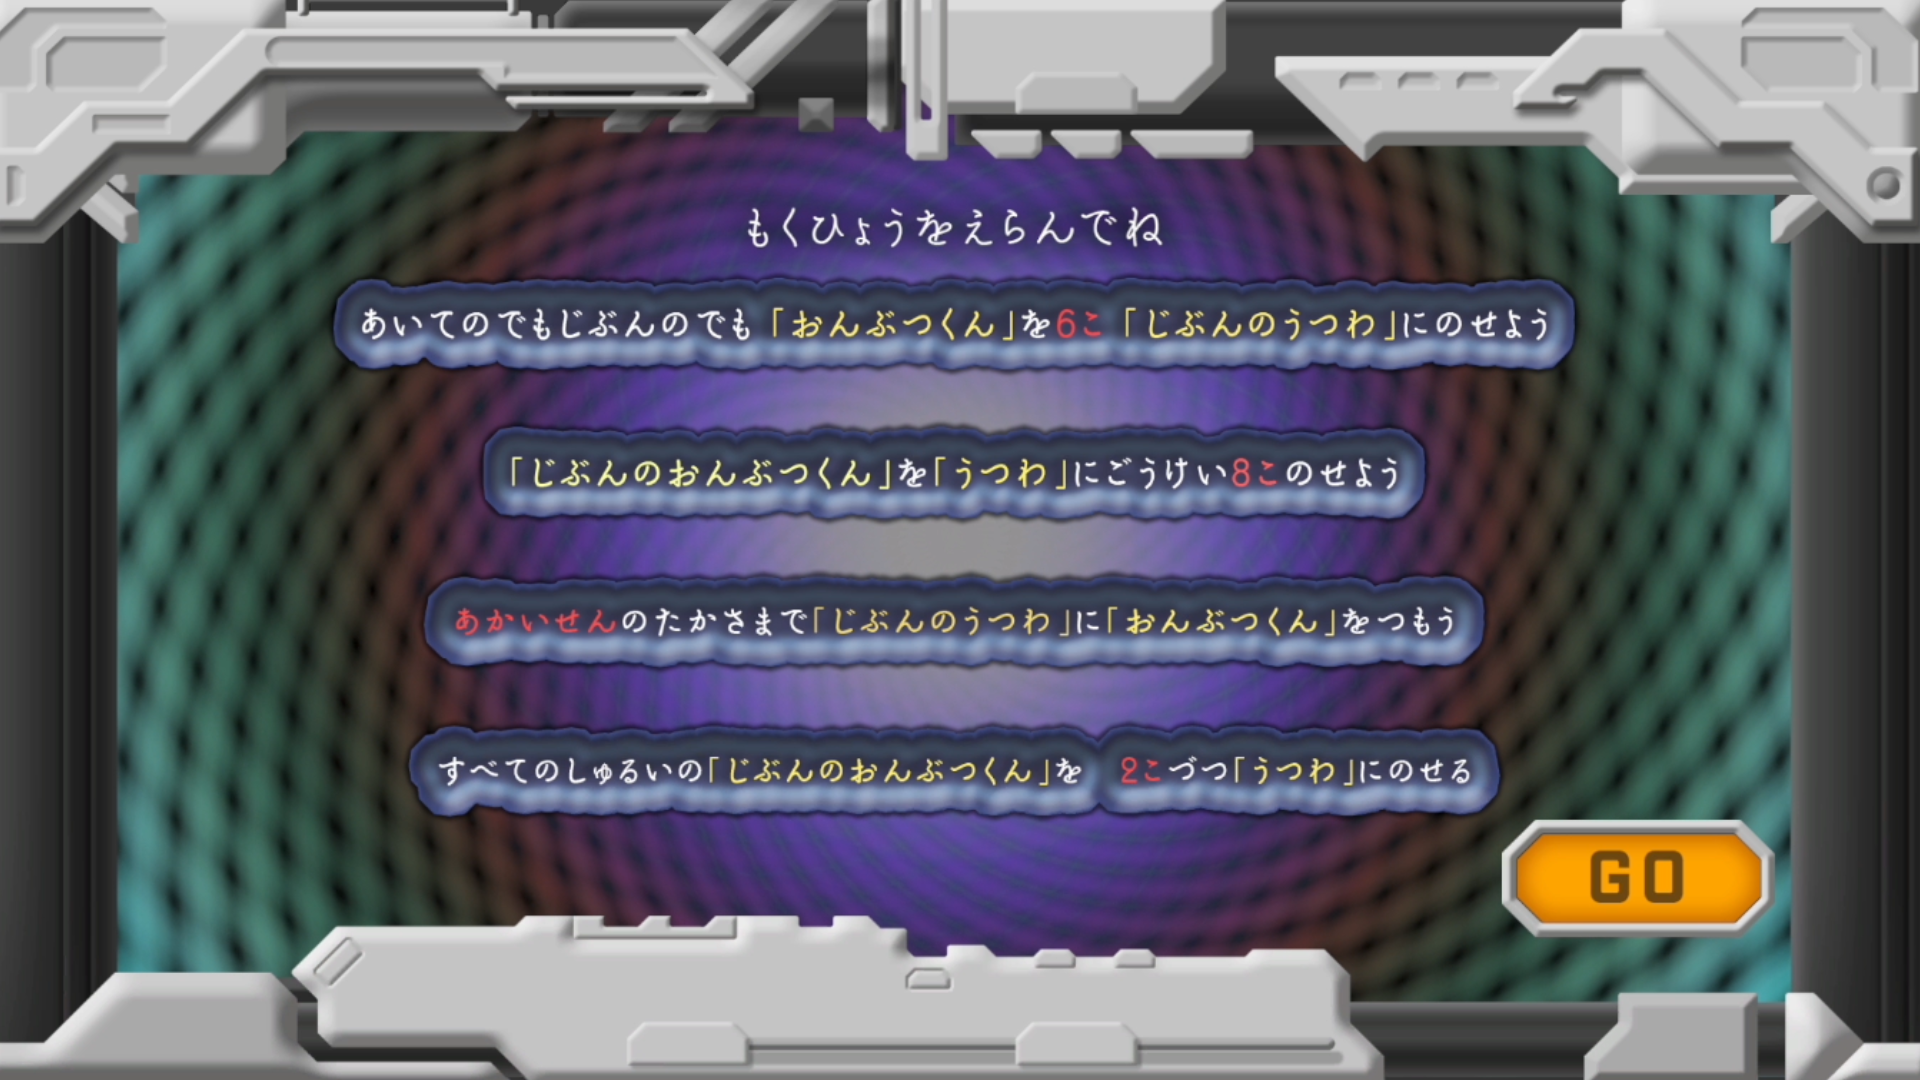 もくひょうをえらんでね
あいてのでもじぶんのでも「おんぶつくん」を6こ「じぶんのうつわ」にのせよう
「じぶんのおんぶつくん」を「うつわ」にごうけい8このせよう
あかいせんのたかさまで「じぶんのうつわ」に「おんぶつくん」をつもう
すべてのしゅるいの「じぶんのおんぶつくん」を 2こづつ「うつわ」にのせる
GO